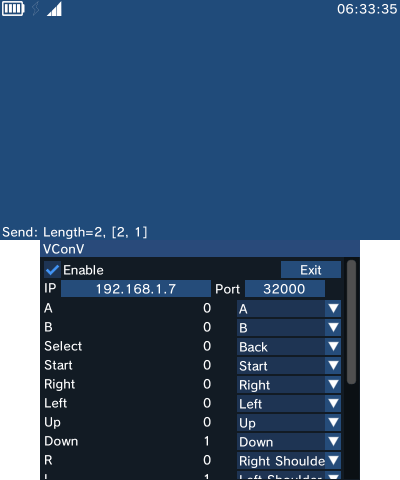 06:33:35
Send: Length=2, [2, 1]
VConV
Enable Exit
IP 192.168.1.7 Port 32000
A 0 A
B 0 B
Select 0 Back
Start 0 Start
Right 0 Right
Left 0 Left
Up 0 Up
Down 1 Down
R 0 Right Shoulde
L 1 Left Shoulder